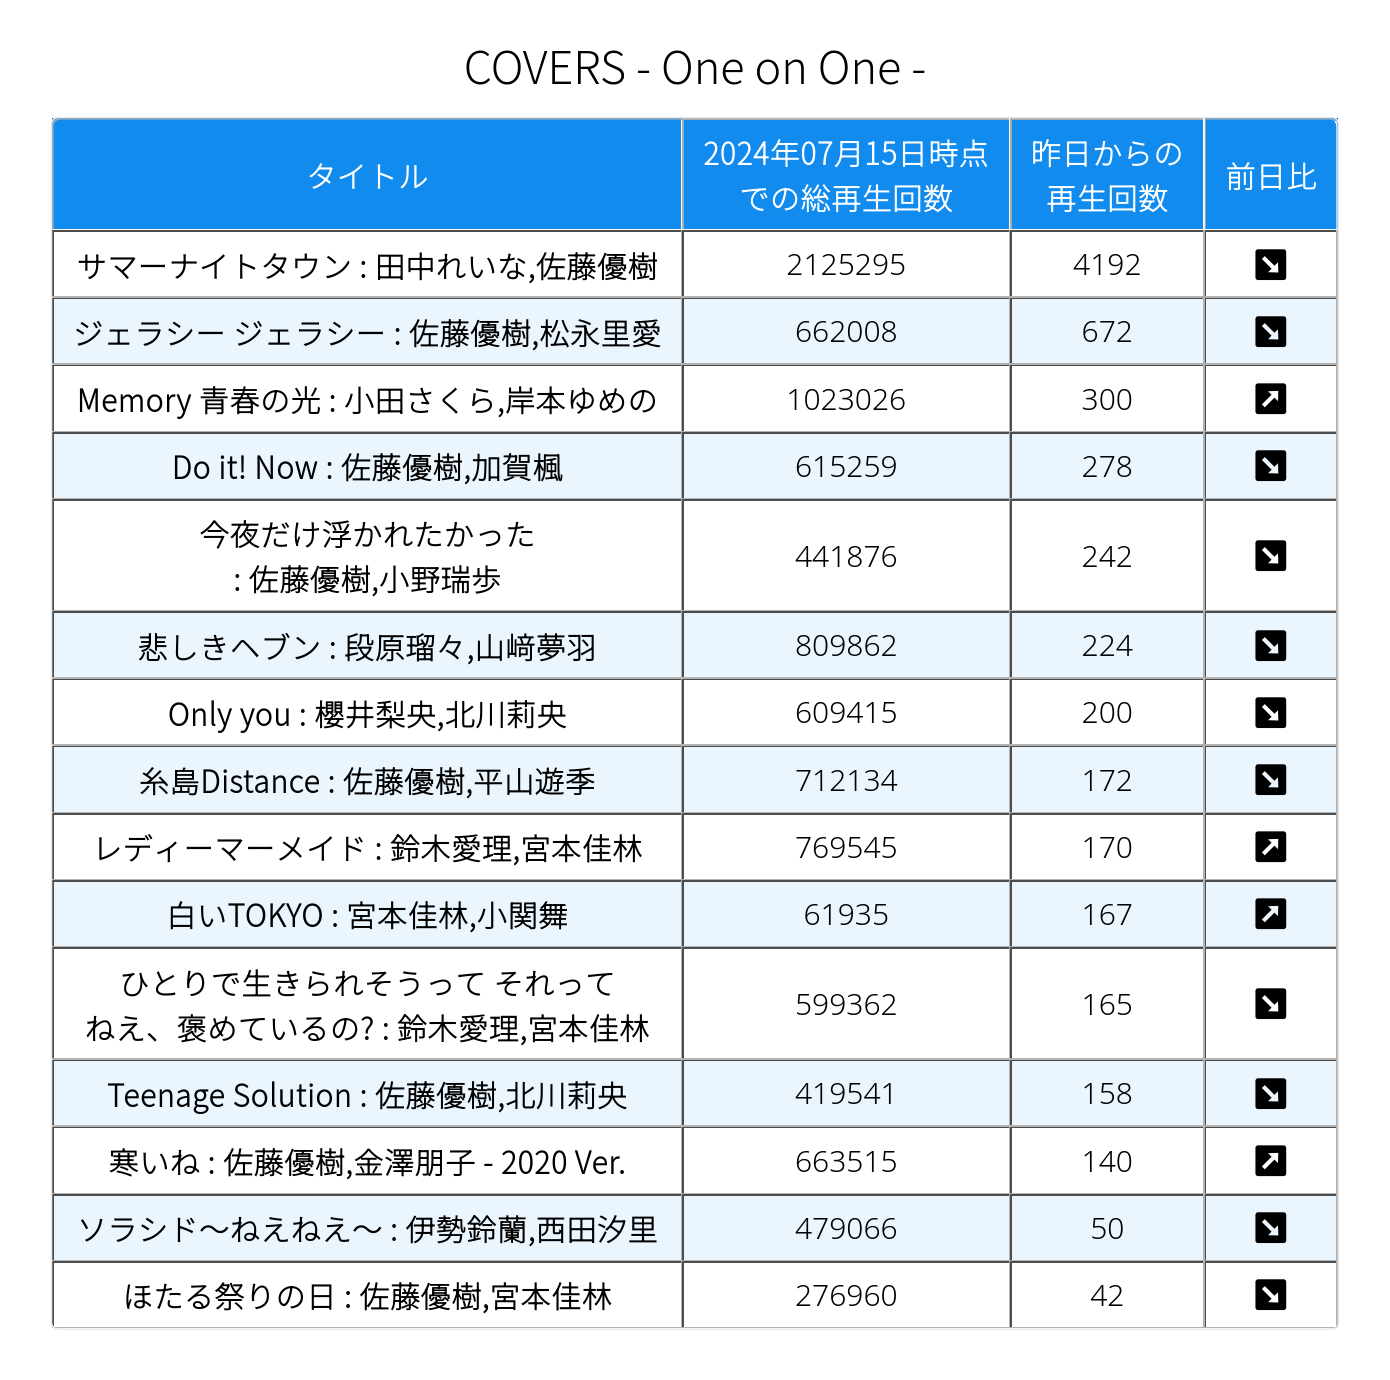 COVERS - One on One -
タイトル
2024年07月15日時点
での総再生回数
昨日からの
再生回数
前日比
サマーナイトタウン : 田中れいな,佐藤優樹 2125295 4192
ジェラシー ジェラシー : 佐藤優樹,松永里愛 662008 672
Memory 青春の光 : 小田さくら,岸本ゆめの 1023026 300
Do it! Now : 佐藤優樹,加賀楓 615259 278
今夜だけ浮かれたかった
: 佐藤優樹,小野瑞歩 441876 242
悲しきヘブン : 段原瑠々,山﨑夢羽 809862 224
Only you : 櫻井梨央,北川莉央 609415 200
糸島Distance : 佐藤優樹,平山遊季 712134 172
レディーマーメイド : 鈴木愛理,宮本佳林 769545 170
白いTOKYO : 宮本佳林,小関舞 61935 167
ひとりで生きられそうって それって
ねえ、褒めているの? : 鈴木愛理,宮本佳林 599362 165
Teenage Solution : 佐藤優樹,北川莉央 419541 158
寒いね : 佐藤優樹,金澤朋子 - 2020 Ver. 663515 140
ソラシド～ねえねえ～ : 伊勢鈴蘭,西田汐里 479066 50
ほたる祭りの日 : 佐藤優樹,宮本佳林 276960 42